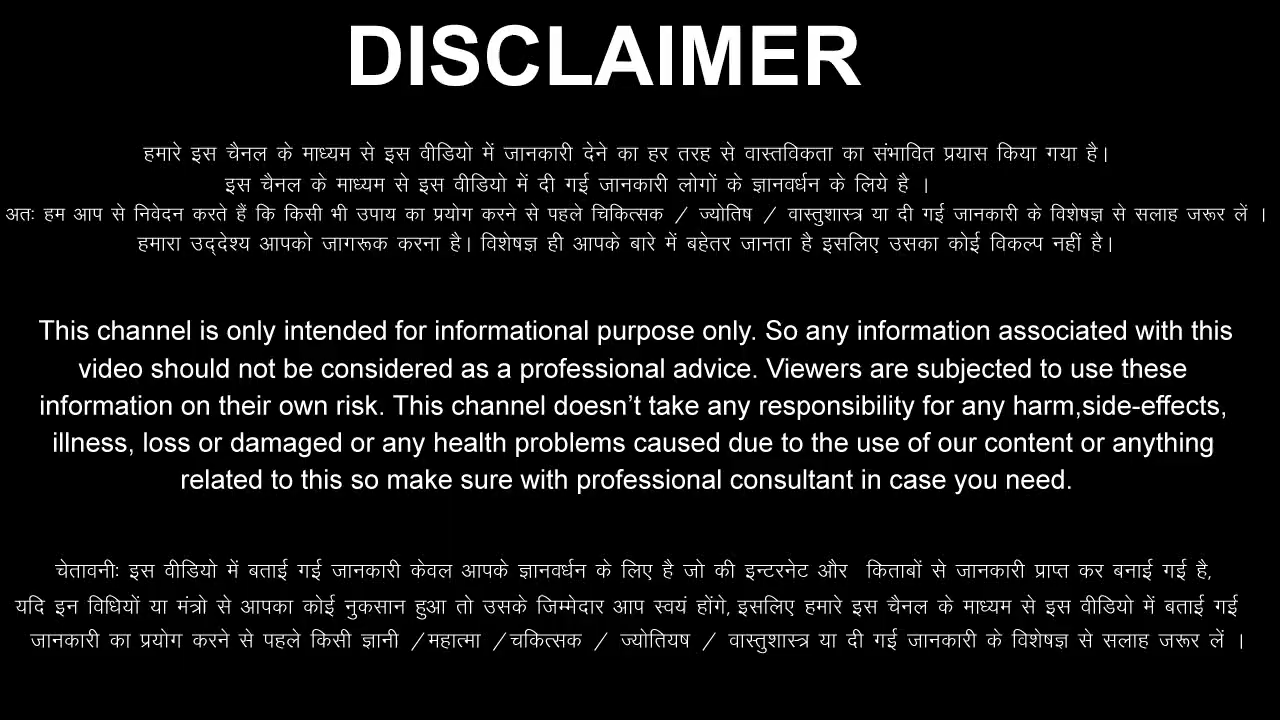 DISCLAIMER
हमारे इस चैनल के माध्यम से इस वीडियो में जानकारी देने का हर तरह से वास्तविकता का संभावित प्रयास किया गया है।
इस चैनल के माध्यम से इस वीडियो में दी गई जानकारी लोगों के ज्ञानवर्धन के लिये है ।
अतः हम आप से निवेदन करते हैं कि किसी भी उपाय का प्रयोग करने से पहले चिकित्सक / ज्योतिष / वास्तुशास्त्र या दी गई जानकारी के विशेषज्ञ से सलाह जरूर लें ।
हमारा उद्देश्य आपको जागरूक करना है। विशेषज्ञ ही आपके बारे में बहेतर जानता है इसलिए उसका कोई विकल्प नहीं है।
This channel is only intended for informational purpose only. So any information associated with this
video should not be considered as a professional advice. Viewers are subjected to use these
information on their own risk. This channel doesn’t take any responsibility for any harm,side-effects,
illness, loss or damaged or any health problems caused due to the use of our content or anything
related to this so make sure with professional consultant in case you need.
चेतावनीः इस वीडियो में बताई गई जानकारी केवल आपके ज्ञानवर्धन के लिए है जो की इन्टरनेट और किताबों से जानकारी प्राप्त कर बनाई गई है,
यदि इन विधियों या मंत्रो से आपका कोई नुकसान हुआ तो उसके जिम्मेदार आप स्वयं होंगे, इसलिए हमारे इस चैनल के माध्यम से इस वीडियो में बताई गई
जानकारी का प्रयोग करने से पहले किसी ज्ञानी /महात्मा /चकित्सक / ज्योतियष / वास्तुशास्त्र या दी गई जानकारी के विशेषज्ञ से सलाह जरूर लें ।